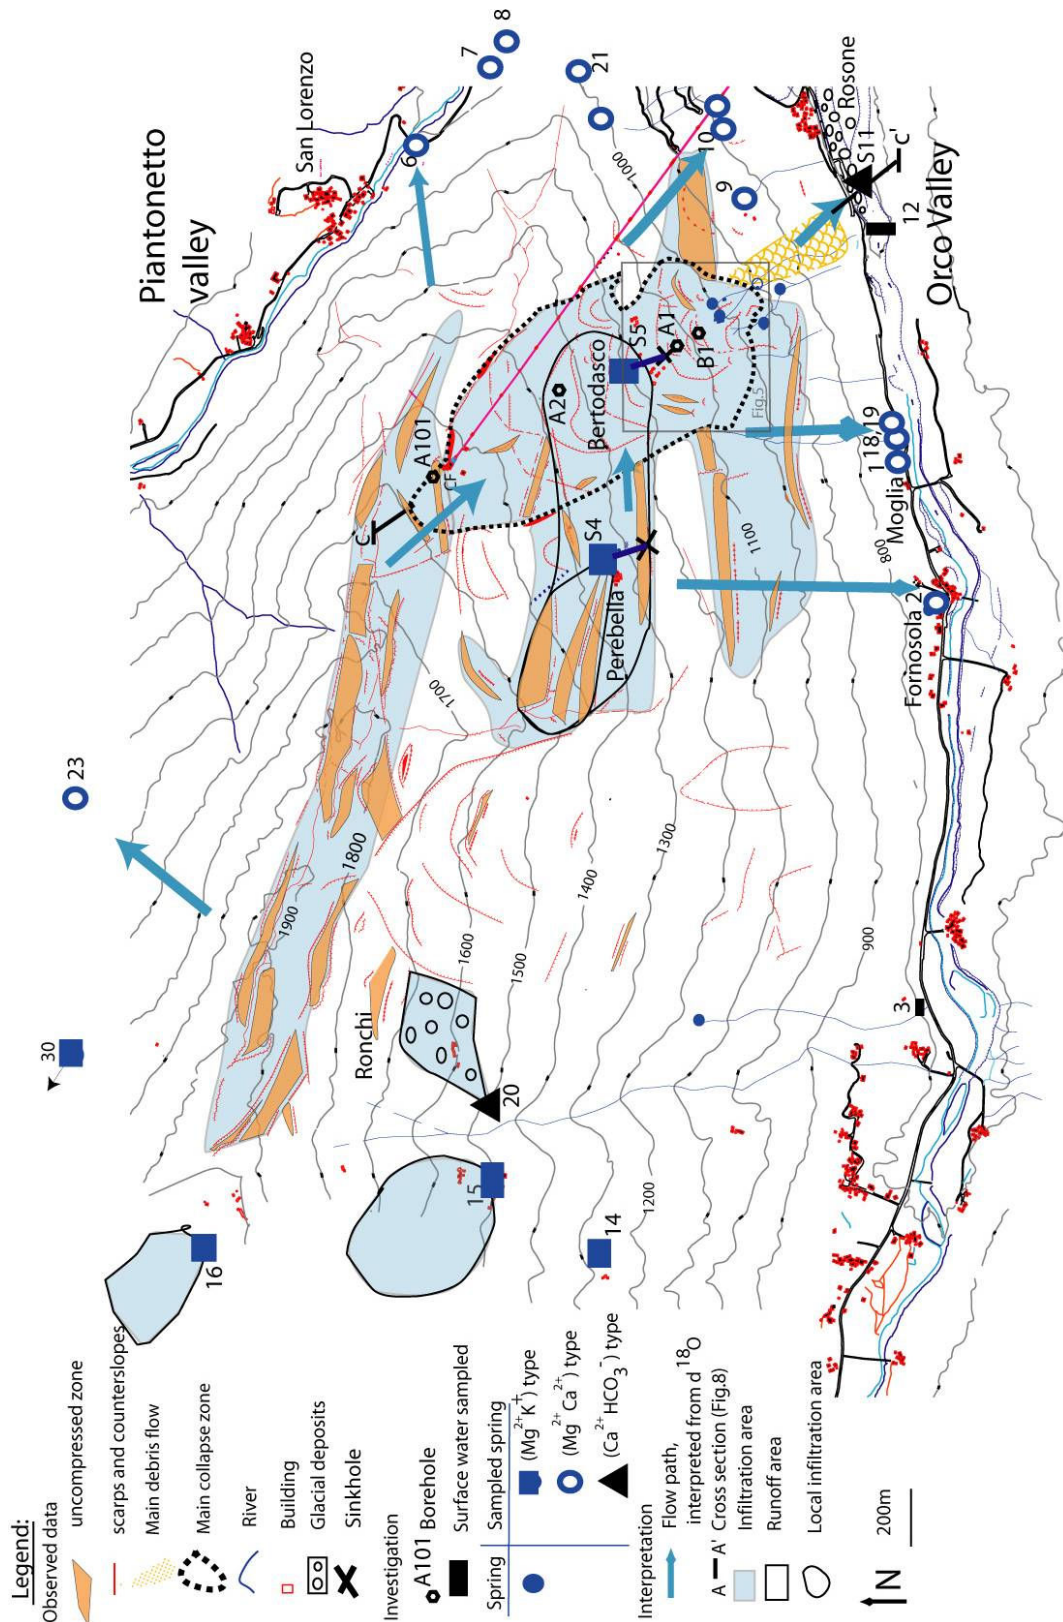 Piantonetto
valley
San Lorenzo
7
8
6
21
10
9
1000
Rosone
S11
c'
12
Orco Valley
23
C
A101
CF
A2
Bertodasco
S5
A1
B1
Fig.5
S4
Perebella
1100
1
18,19
Moglia
800
Fornosola 2
1700
1800
1900
1600
1500
1400
1300
1200
900
3
Ronchi
30
20
15
16
14
Legend:
Observed data
uncompressed zone
scarps and counterslopes
Main debris flow
Main collapse zone
River
Building
Glacial deposits
Sinkhole
Investigation
A101 Borehole
Surface water sampled
Spring Sampled spring
(Mg2+K+) type
(Mg2+ Ca2+) type
(Ca2+ HCO3-) type
Interpretation
Flow path,
interpreted from d18O
A A' Cross section (Fig.8)
Infiltration area
Runoff area
Local infiltration area
N
200m